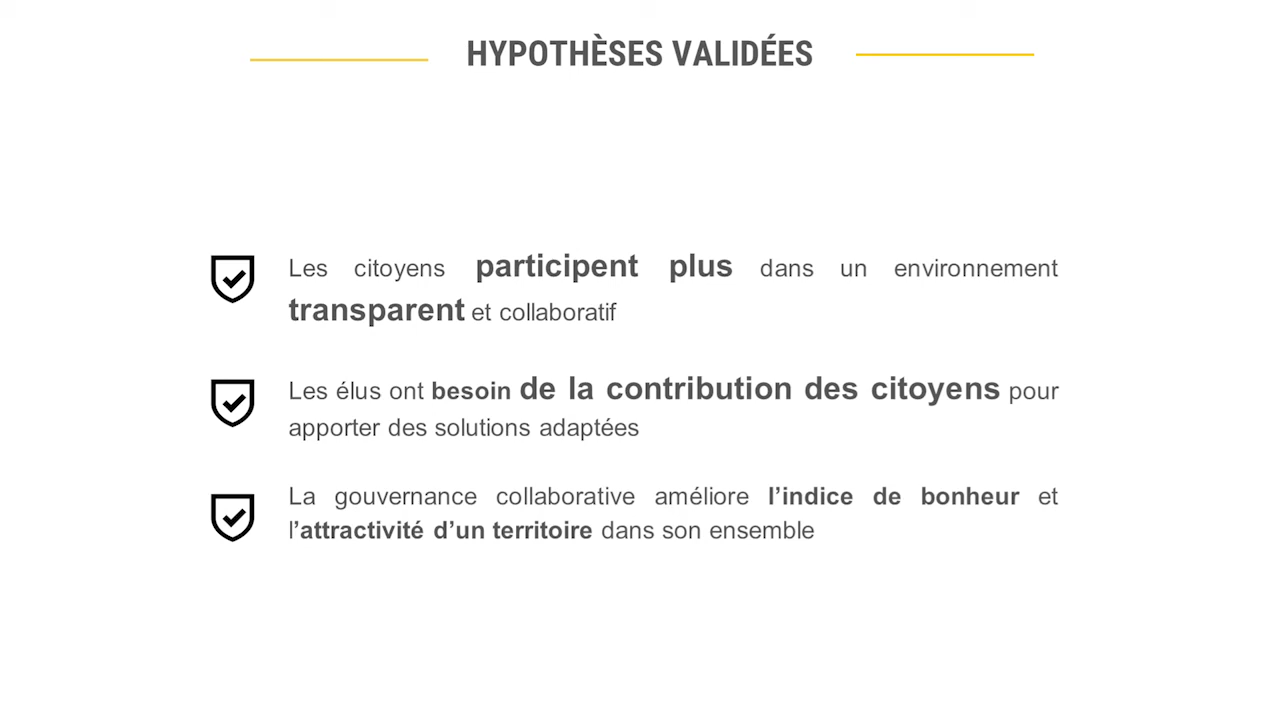 HYPOTHÈSES VALIDÉES
Les citoyens participent plus dans un environnement
transparent et collaboratif
Les élus ont besoin de la contribution des citoyens pour
apporter des solutions adaptées
La gouvernance collaborative améliore l’indice de bonheur et
l’attractivité d’un territoire dans son ensemble